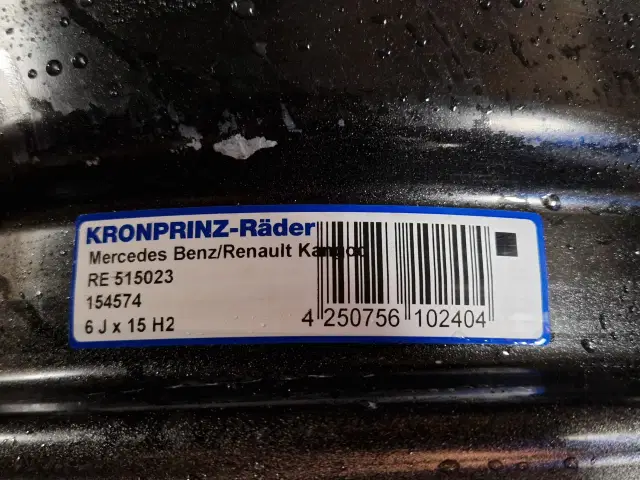 KRONPRINZ-Räder
Mercedes Benz/Renault Kangoo
RE 515023
154574
6 J x 15 H2
4 250756 102404